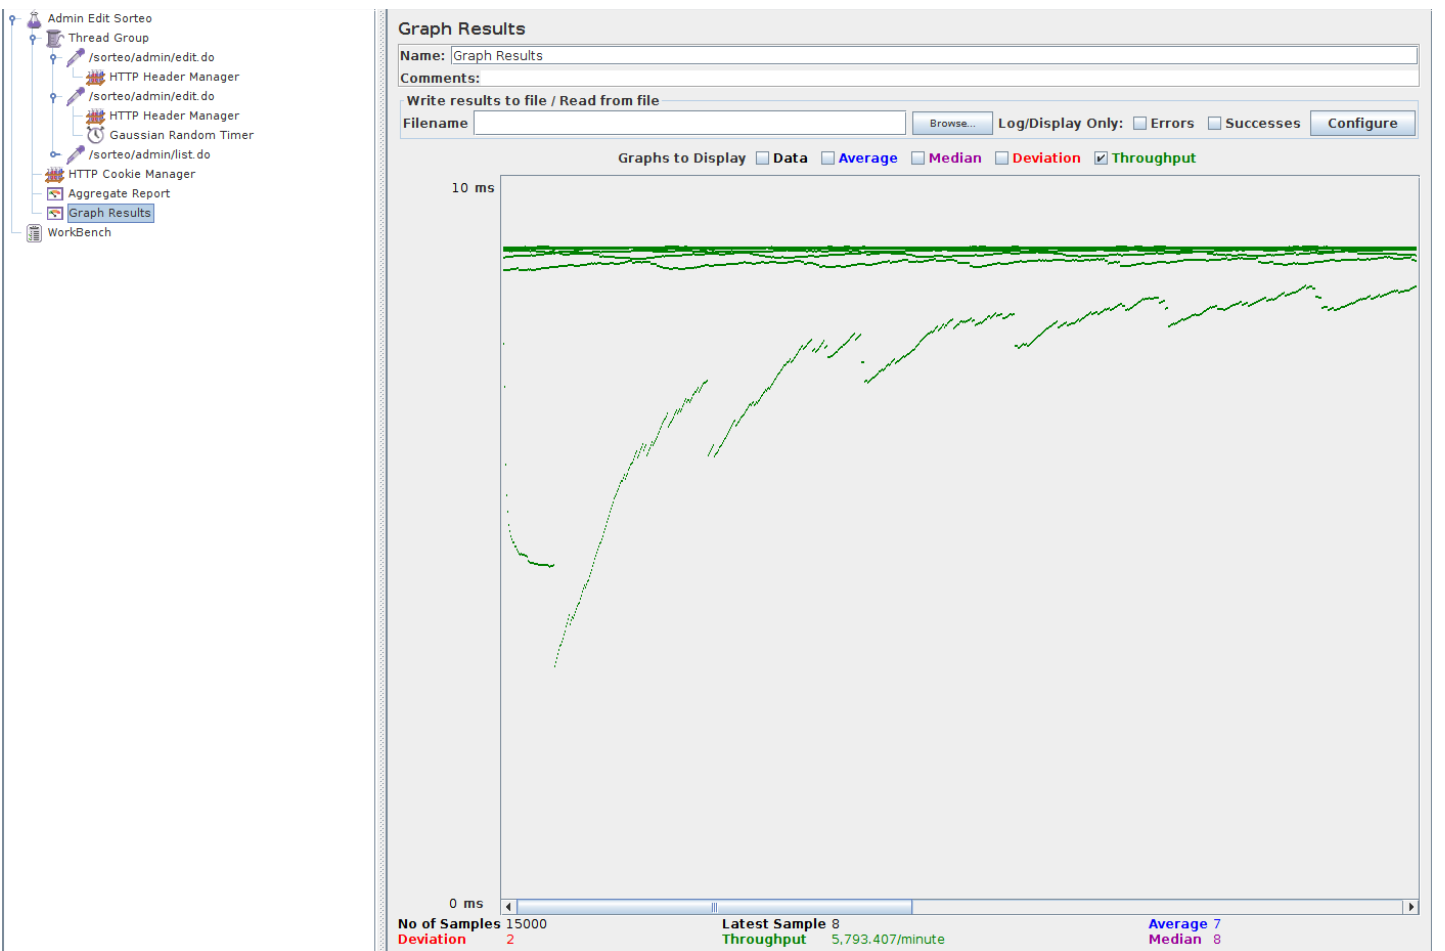 Admin Edit Sorteo
Thread Group
/sorteo/admin/edit.do
HTTP Header Manager
/sorteo/admin/edit.do
HTTP Header Manager
Gaussian Random Timer
/sorteo/admin/list.do
HTTP Cookie Manager
Aggregate Report
Graph Results
WorkBench
Graph Results
Name: Graph Results
Comments:
Write results to file / Read from file
Filename Browse... Log/Display Only: Errors Successes Configure
Graphs to Display Data Average Median Deviation Throughput
10 ms
0 ms
No of Samples 15000 Latest Sample 8 Average 7
Deviation 2 Throughput 5,793.407/minute Median 8